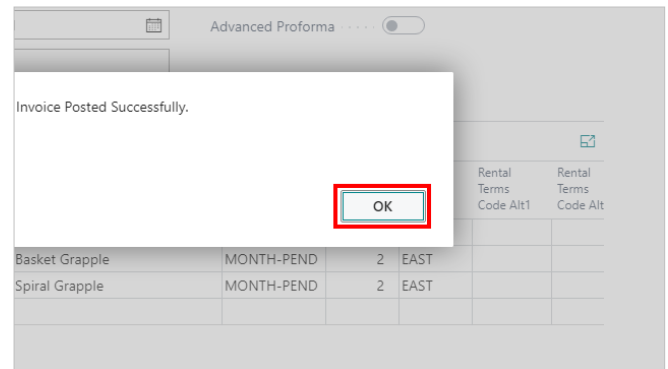 Advanced Proforma
Invoice Posted Successfully.
OK
Rental Terms Code Alt1
Rental Terms Code Alt
Basket Grapple MONTH-PEND 2 EAST
Spiral Grapple MONTH-PEND 2 EAST